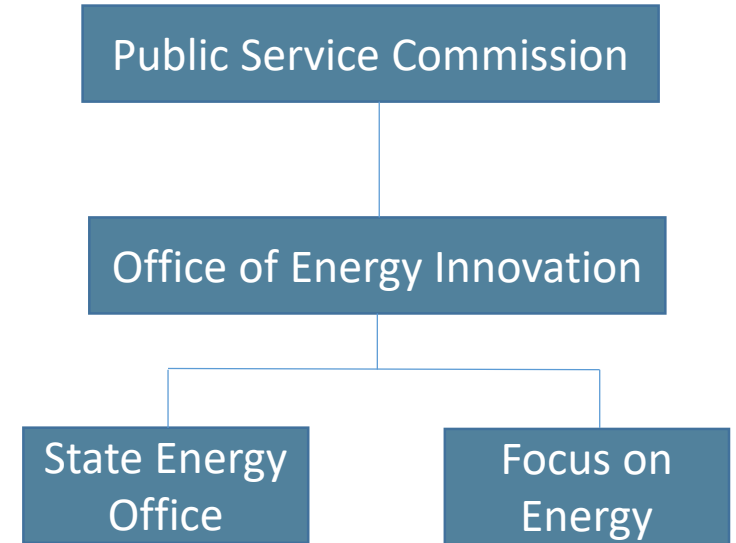 Public Service Commission
Office of Energy Innovation
State Energy
Office
Focus on
Energy